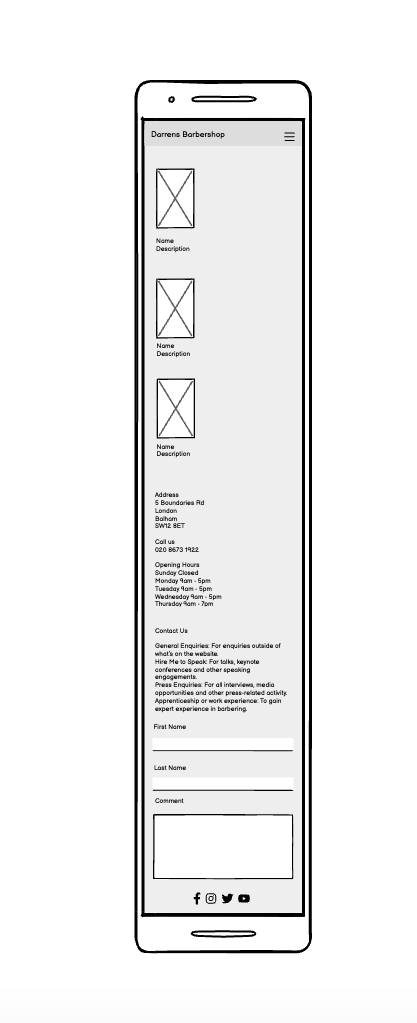 Darrens Barbershop
Name
Description
Name
Description
Name
Description
Address
5 Boundaries Rd
London
Balham
SW12 8ET
Call us
020 8673 1922
Opening Hours
Sunday Closed
Monday 9am - 5pm
Tuesday 9am - 5pm
Wednesday 9am - 5pm
Thursday 9am - 7pm
Contact Us
General Enquiries: For enquiries outside of
what's on the website.
Hire Me to Speak: For talks, keynote
conferences and other speaking
engagements.
Press Enquiries: For all interviews, media
opportunities and other press-related activity.
Apprenticeship or work experience: To gain
expert experience in barbering.
First Name
Last Name
Comment